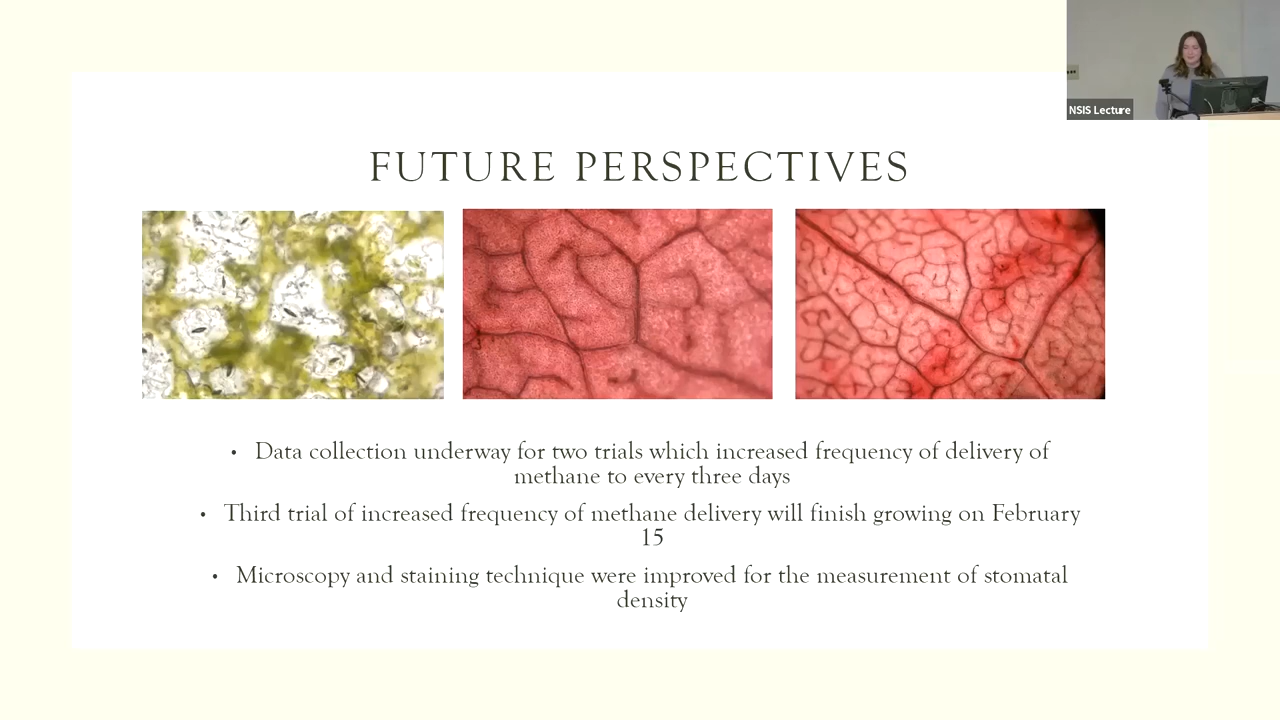 NSIS Lecture
FUTURE PERSPECTIVES
• Data collection underway for two trials which increased frequency of delivery of
methane to every three days
• Third trial of increased frequency of methane delivery will finish growing on February
15
• Microscopy and staining technique were improved for the measurement of stomatal
density